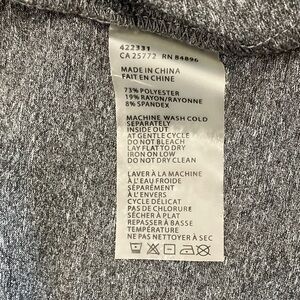 422331
CA 25772 RN 84896
MADE IN CHINA
FAIT EN CHINE
73% POLYESTER
19% RAYON/RAYONNE
8% SPANDEX
MACHINE WASH COLD
SEPARATELY
INSIDE OUT
AT GENTLE CYCLE
DO NOT BLEACH
LAY FLAT TO DRY
IRON ON LOW
DO NOT DRY CLEAN
LAVER À LA MACHINE
À L'EAU FROIDE
SÉPARÉMENT
À L'ENVERS
CYCLE DÉLICAT
PAS DE CHLORURE
SÉCHER À PLAT
REPASSER À BASSE
TEMPÉRATURE
NE PAS NETTOYER À SEC